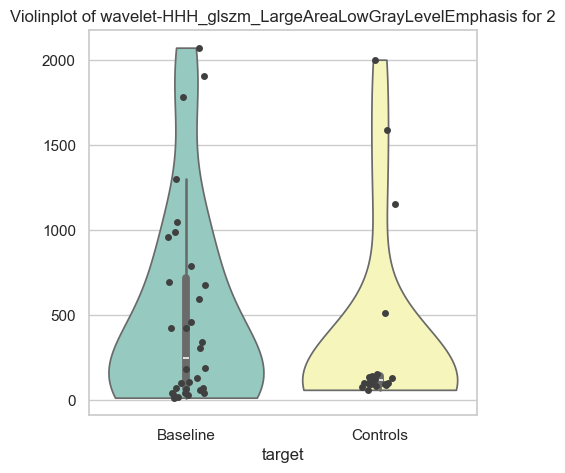 Violinplot of wavelet-HHH_glszm_LargeAreaLowGrayLevelEmphasis for 2
2000
1500
1000
500
0
Baseline Controls
target